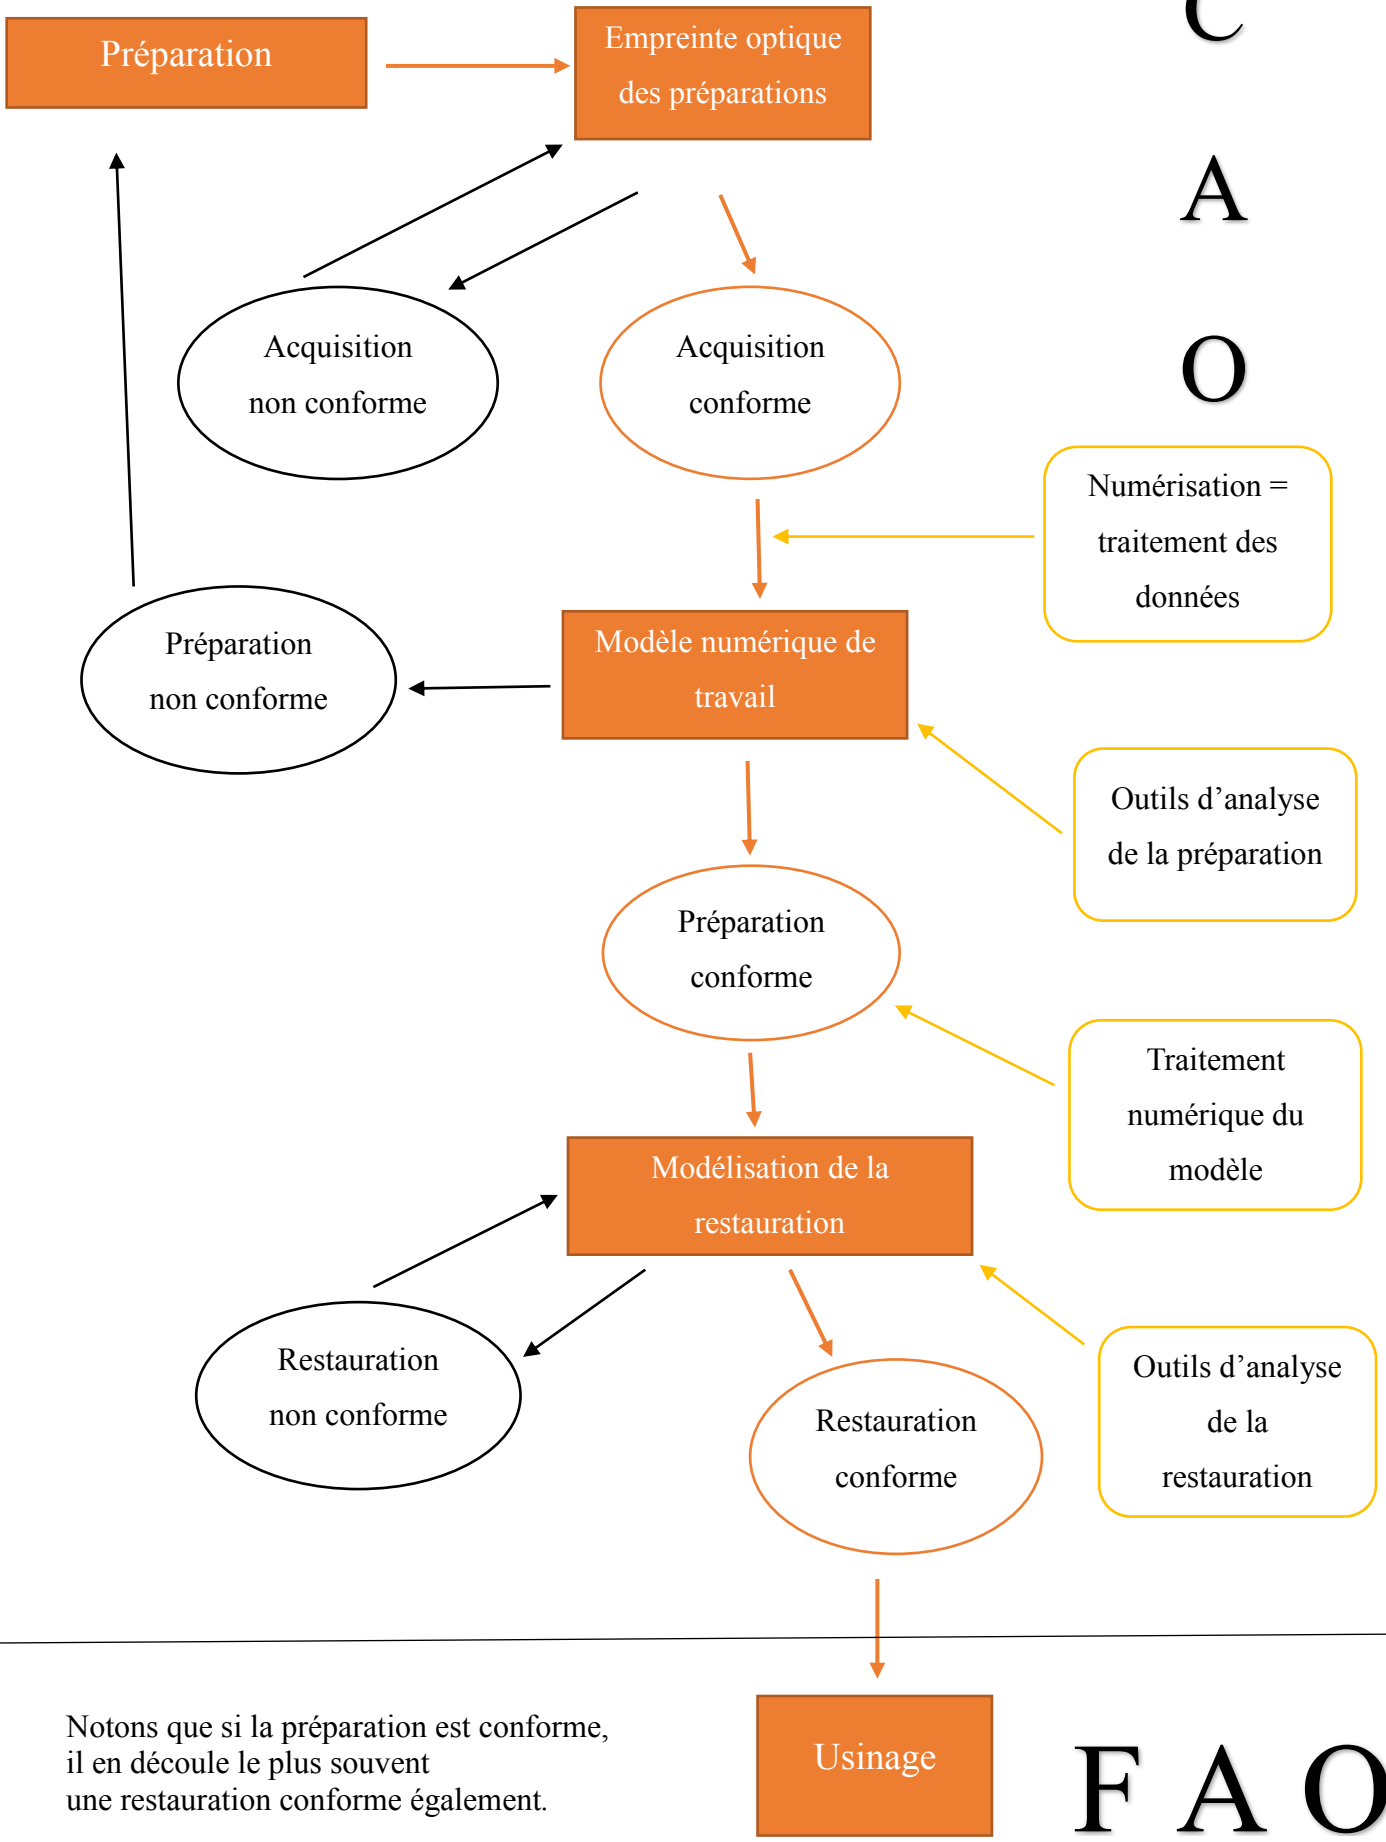 Préparation
Empreinte optique
des préparations
C
A
O
Acquisition
non conforme
Acquisition
conforme
Numérisation =
traitement des
données
Préparation
non conforme
Modèle numérique de
travail
Outils d’analyse
de la préparation
Préparation
conforme
Traitement
numérique du
modèle
Modélisation de la
restauration
Restauration
non conforme
Restauration
conforme
Outils d’analyse
de la
restauration
Notons que si la préparation est conforme,
il en découle le plus souvent
une restauration conforme également.
Usinage
F A O